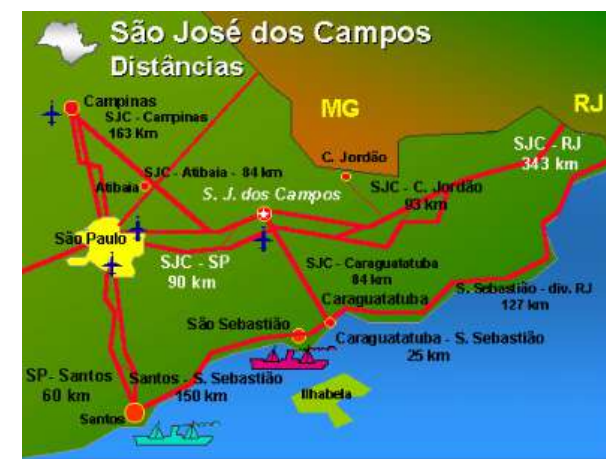 São José dos Campos
Distâncias
Campinas
SJC - Campinas
163 Km
MG
RJ
SJC - RJ
343 km
C. Jordão
SJC - Atibaia - 84 km
Atibaia
S. J. dos Campos
SJC - C. Jordão
93 km
São Paulo
SJC - SP
90 km
SJC - Caraguatatuba
84 km
Caraguatatuba
S. Sebastião - div. RJ
127 km
São Sebastião
Caraguatatuba - S. Sebastião
25 km
SP- Santos
60 km
Santos - S. Sebastião
150 km
Ilhabela
Santos